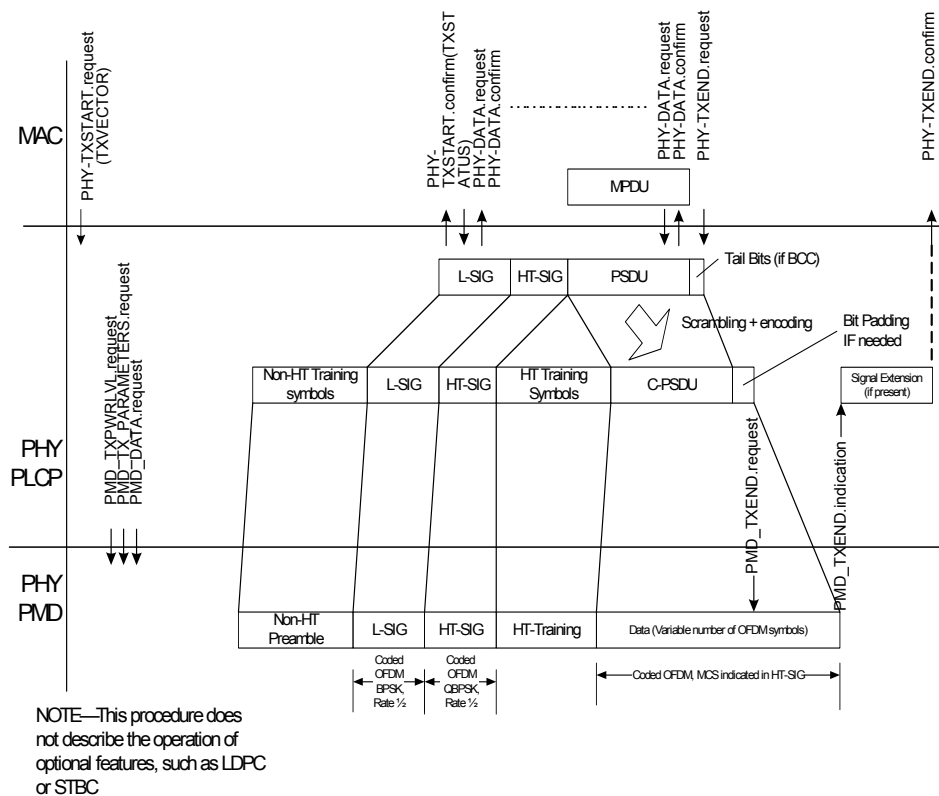 MAC
PHY-TXSTART.request
(TXVECTOR)
PHY-
TXSTART.confirm(TXST
ATUS)
PHY-DATA.request
PHY-DATA.confirm
PHY-DATA.request
PHY-DATA.confirm
PHY-TXEND.request
PHY-TXEND.confirm
MPDU
L-SIG
HT-SIG
PSDU
Tail Bits (if BCC)
Scrambling + encoding
Bit Padding
IF needed
Non-HT Training
symbols
L-SIG
HT-SIG
HT Training
Symbols
C-PSDU
Signal Extension
(if present)
PHY
PLCP
PMD_TXPWRLVL.request
PMD_TX_PARAMETERS.request
PMD_DATA.request
PMD_TXEND.request
PMD_TXEND.indication
PHY
PMD
Non-HT
Preamble
L-SIG
HT-SIG
HT-Training
Data (Variable number of OFDM symbols)
Coded
OFDM
BPSK,
Rate ½
Coded
OFDM
QBPSK,
Rate ½
Coded OFDM, MCS indicated in HT-SIG
NOTE—This procedure does
not describe the operation of
optional features, such as LDPC
or STBC